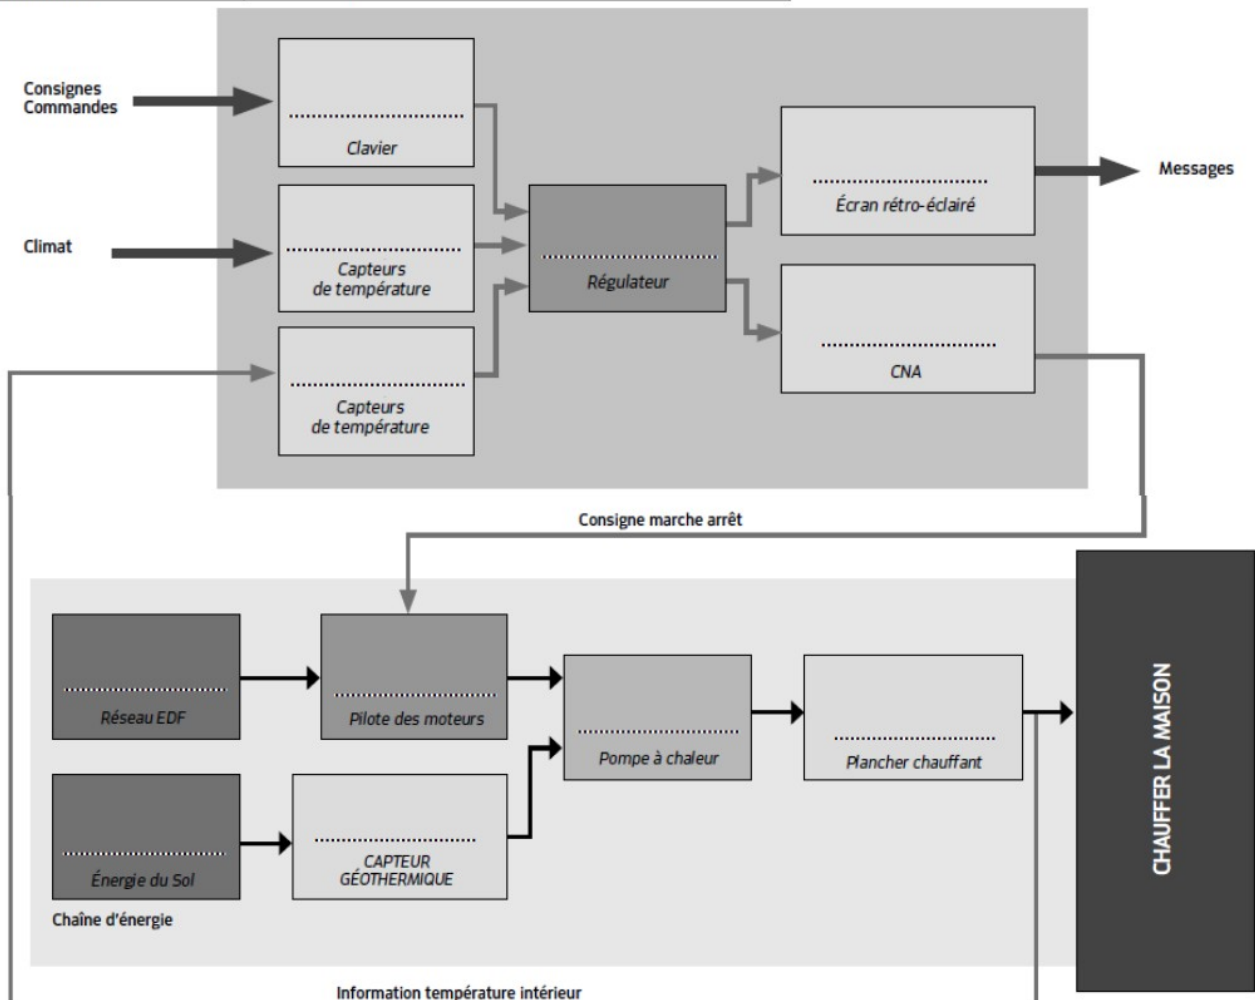 Consignes
Commandes
Clavier
Climat
Capteurs
de température
Capteurs
de température
Régulateur
Écran rétro-éclairé
Messages
CNA
Consigne marche arrêt
Réseau EDF
Pilote des moteurs
Pompe à chaleur
Plancher chauffant
Énergie du Sol
CAPTEUR
GÉOTHERMIQUE
CHAUFFER LA MAISON
Chaîne d'énergie
Information température intérieur